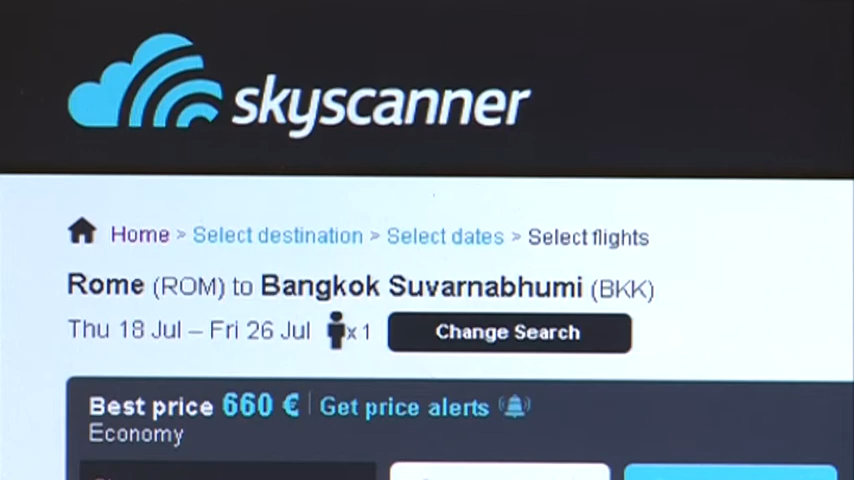 skyscanner
Home > Select destination > Select dates > Select flights
Rome (ROM) to Bangkok Suvarnabhumi (BKK)
Thu 18 Jul – Fri 26 Jul x 1 Change Search
Best price 660 € | Get price alerts
Economy